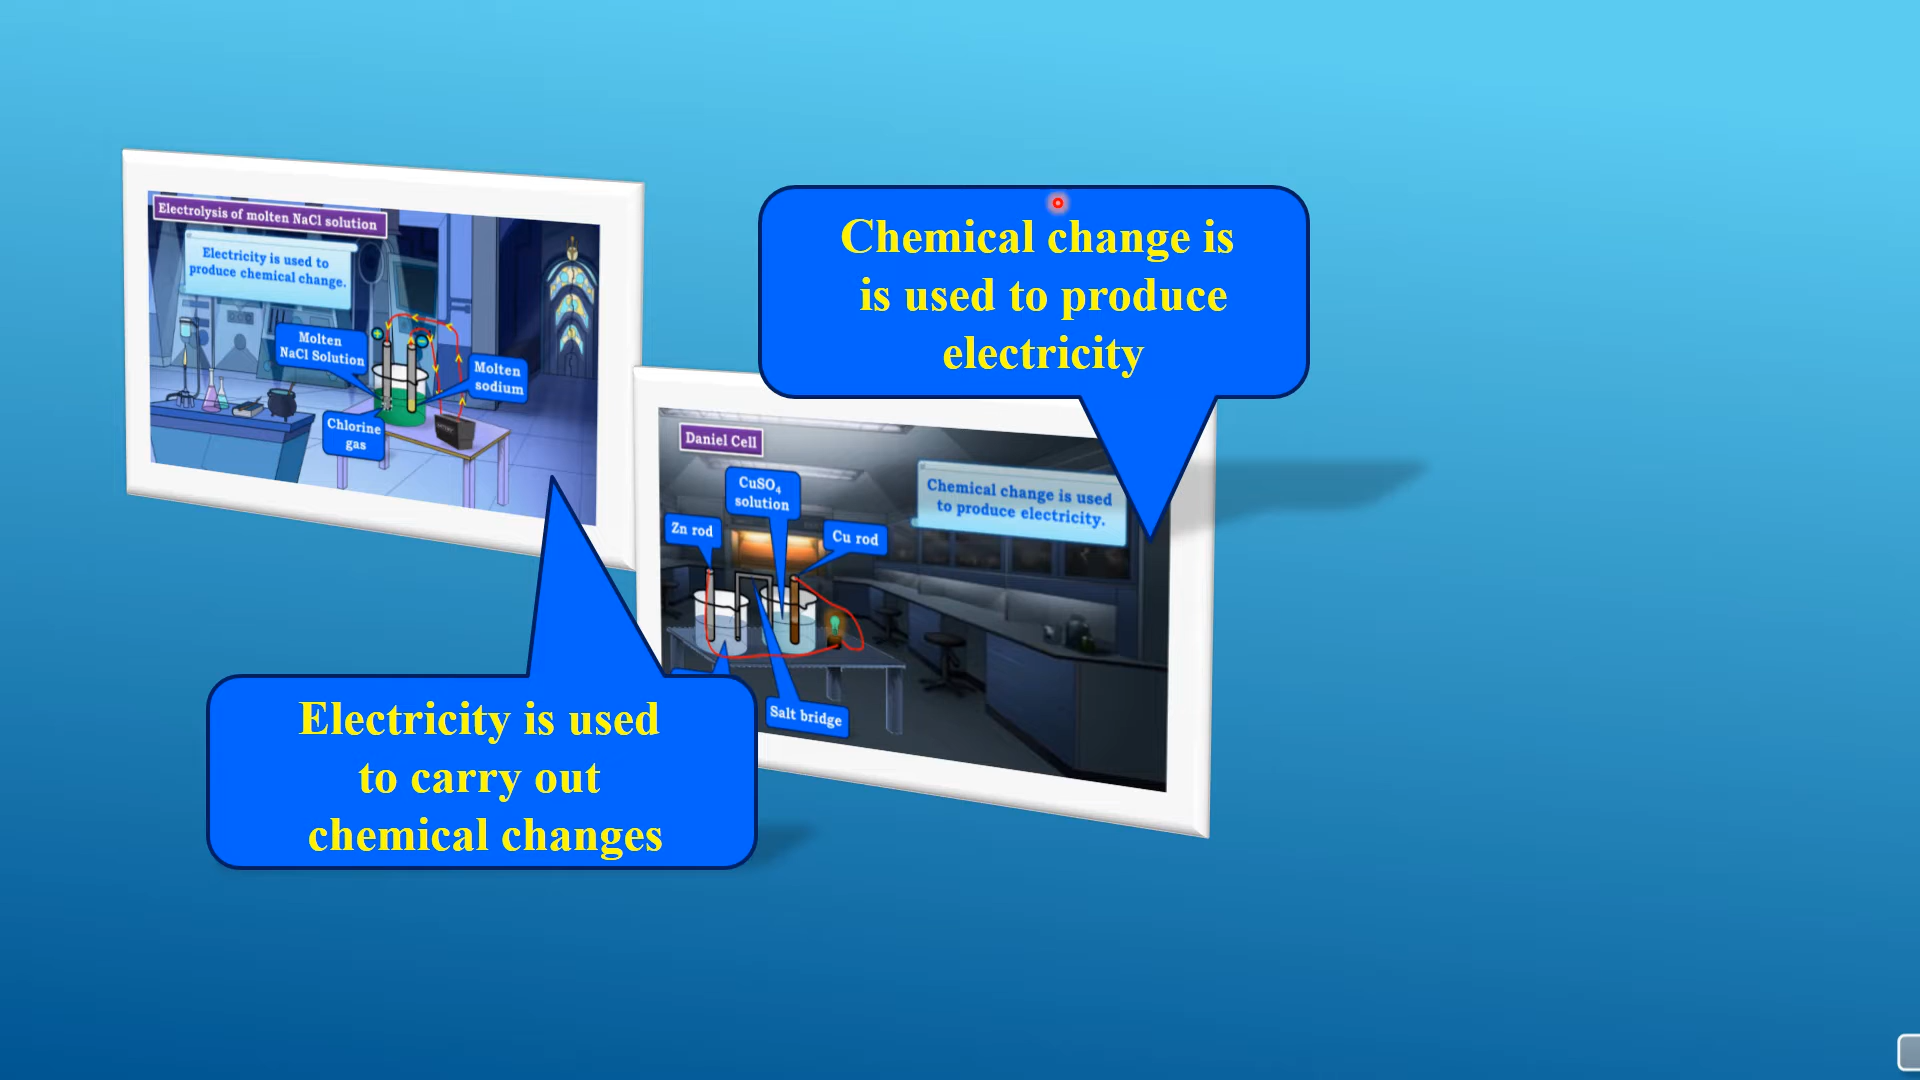 Electrolysis of molten NaCl solution
Electricity is used to
produce chemical change.
Molten
NaCl Solution
Molten
sodium
Chlorine
gas
Chemical change is
is used to produce
electricity
Daniel Cell
CuSO₄
solution
Chemical change is used
to produce electricity.
Zn rod
Cu rod
Salt bridge
Electricity is used
to carry out
chemical changes